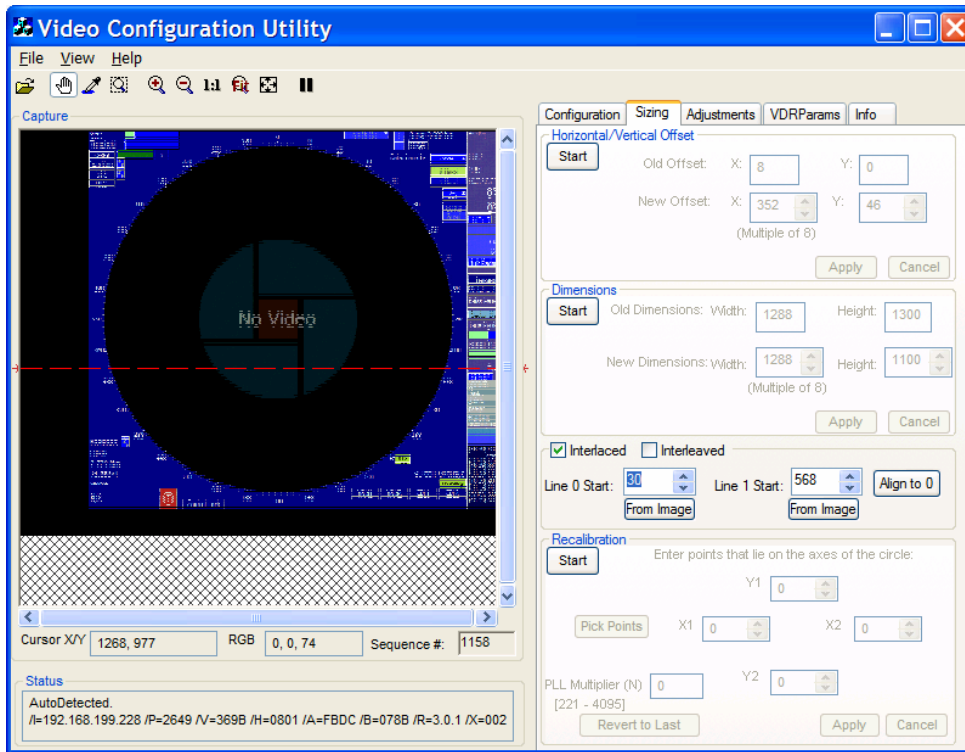 Video Configuration Utility
File View Help
1:1 Fit
Capture
No Video
Cursor X/Y 1268, 977 RGB 0, 0, 74 Sequence #: 1158
Status
AutoDetected.
/I=192.168.199.228 /P=2649 /V=369B /H=0801 /A=FBDC /B=078B /R=3.0.1 /X=002
Configuration Sizing Adjustments VDRParams Info
Horizontal/Vertical Offset
Start Old Offset: X: 8 Y: 0
New Offset: X: 352 Y: 46
(Multiple of 8)
Apply Cancel
Dimensions
Start Old Dimensions: Width: 1288 Height: 1300
New Dimensions: Width: 1288 Height: 1100
(Multiple of 8)
Apply Cancel
Interlaced Interleaved
Line 0 Start: 30 Line 1 Start: 568 Align to 0
From Image From Image
Recalibration
Start Enter points that lie on the axes of the circle:
Y1 0
Pick Points X1 0 X2 0
PLL Multiplier (N) 0 Y2 0
[221 - 4095]
Revert to Last Apply Cancel